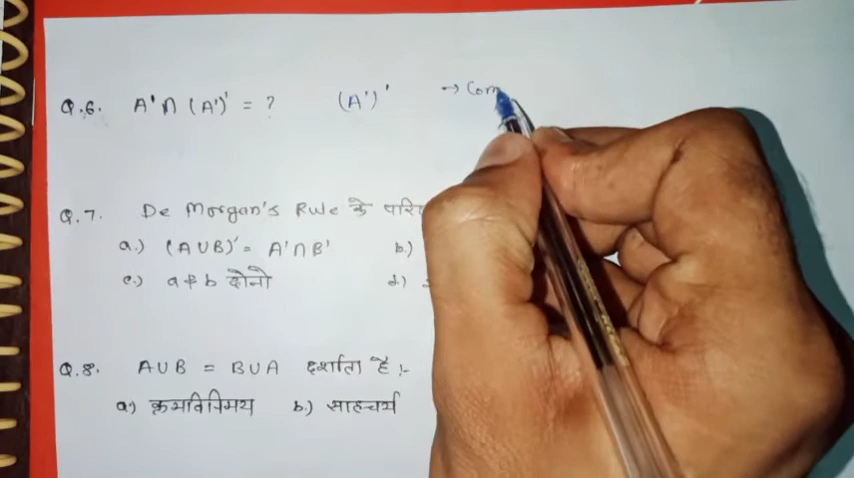 Q.6. A'∩ (A')' = ? (A')' → Com
Q.7. De Morgan's Rule के परि
a.) (A∪B)' = A'∩B' b.)
c.) a & b दोनो d.)
Q.8. A∪B = B∪A दर्शाता है :-
a) क्रमविनिमय b.) साहचर्य